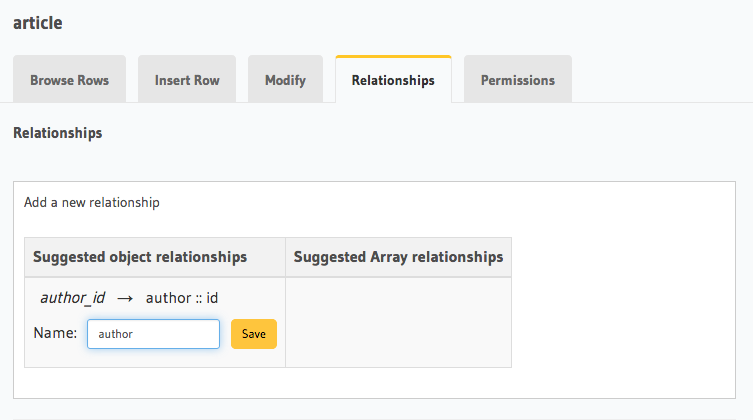 article
Browse Rows Insert Row Modify Relationships Permissions
Relationships
Add a new relationship
Suggested object relationships Suggested Array relationships
author_id → author :: id
Name: author Save